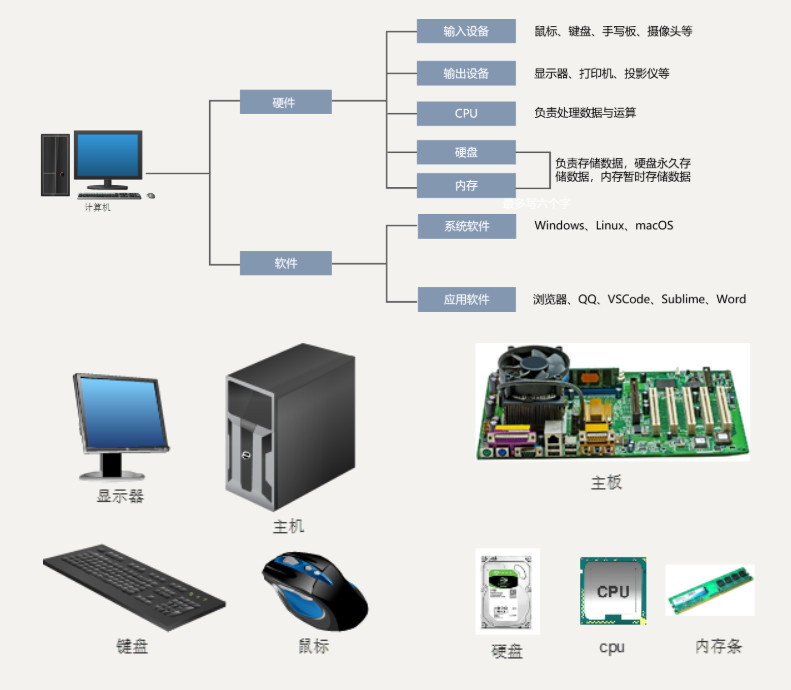 输入设备
鼠标、键盘、手写板、摄像头等
输出设备
显示器、打印机、投影仪等
硬件
CPU
负责处理数据与运算
硬盘
负责存储数据，硬盘永久存
储数据，内存暂时存储数据
内存
计算机
系统软件
Windows、Linux、macOS
软件
应用软件
浏览器、QQ、VSCode、Sublime、Word
显示器
主机
主板
键盘
鼠标
硬盘
CPU
cpu
内存条